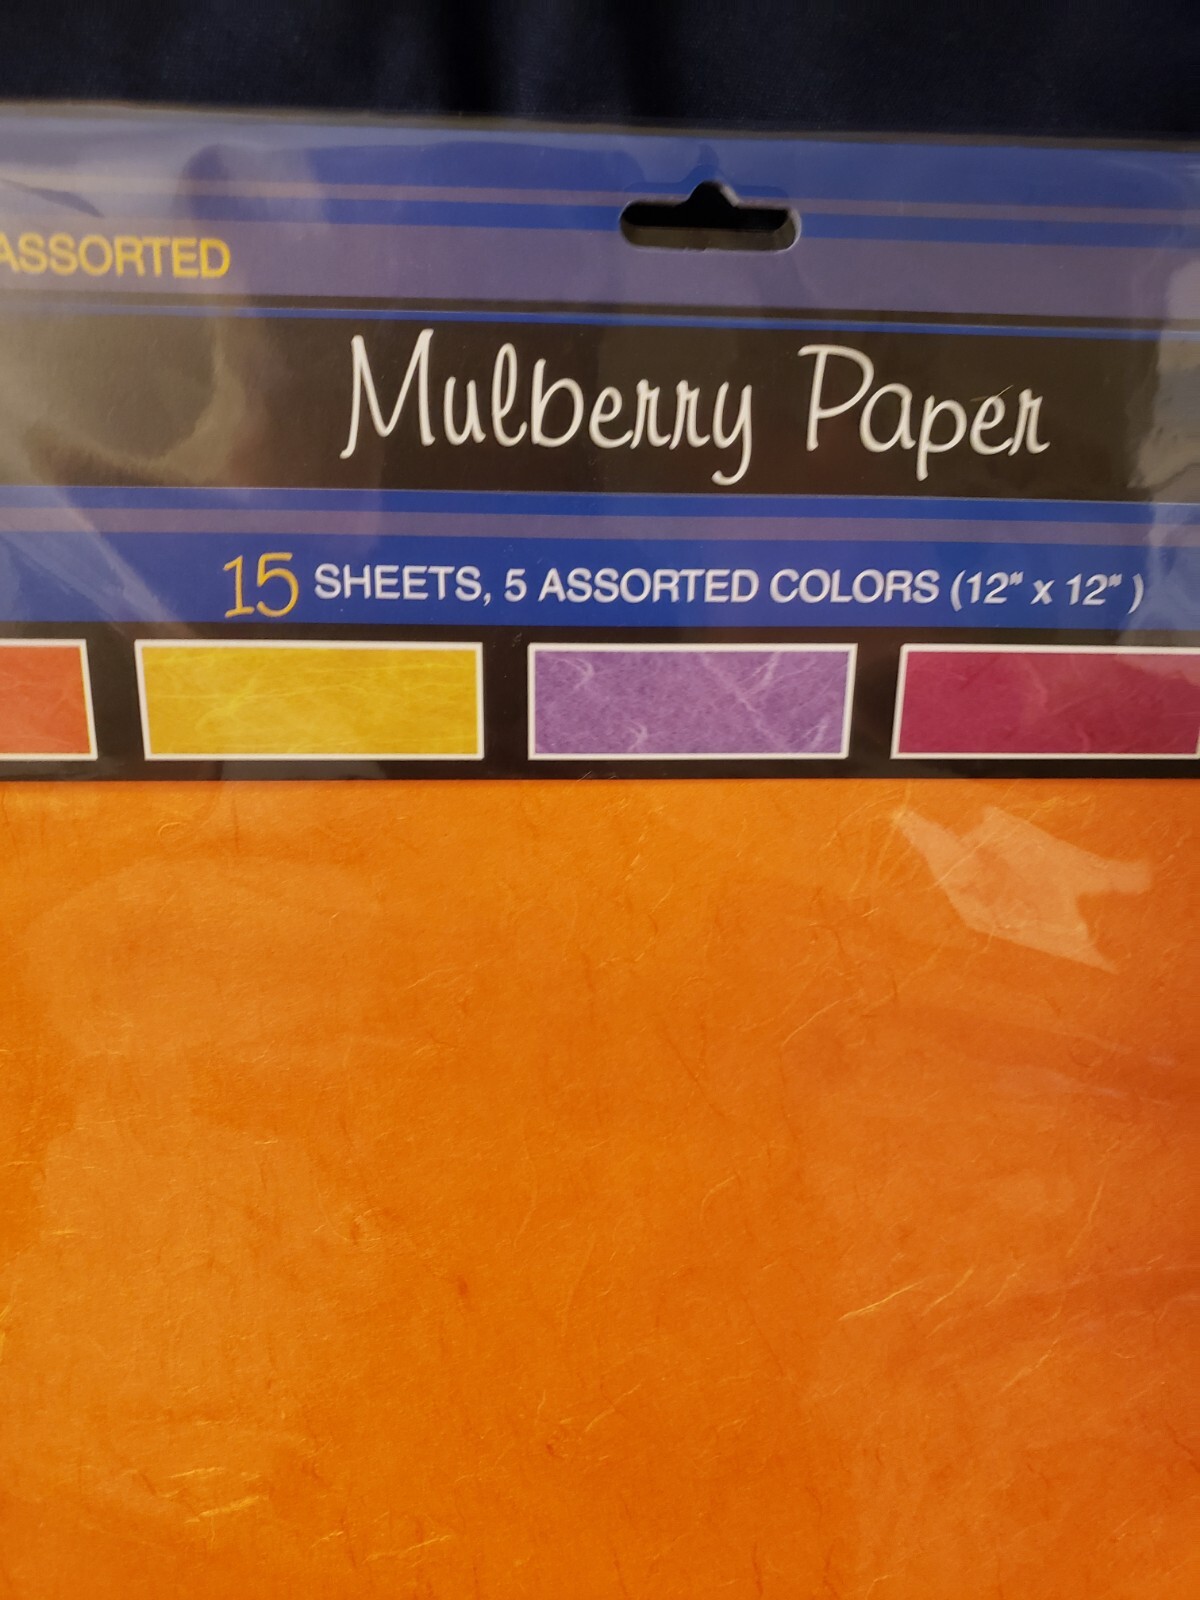 ASSORTED
Mulberry Paper
15 SHEETS, 5 ASSORTED COLORS (12" x 12" )